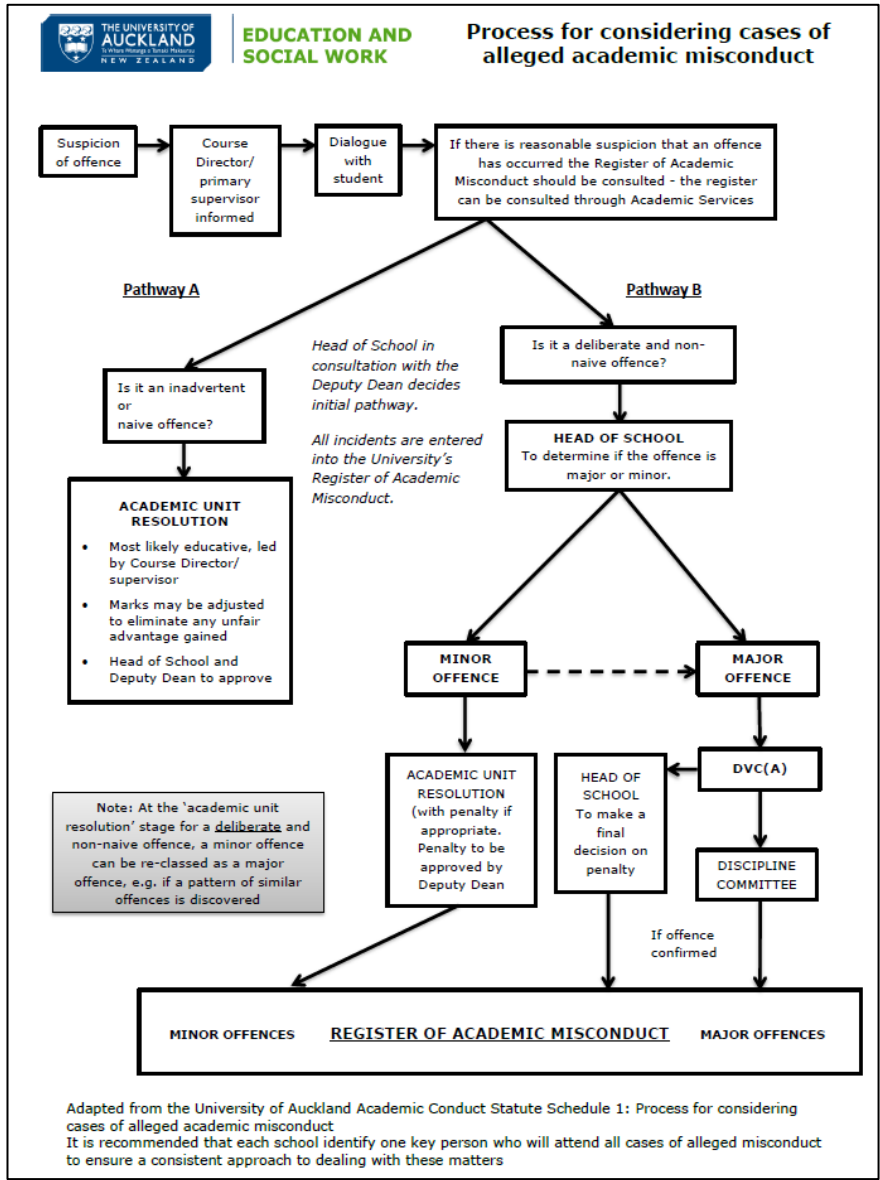 THE UNIVERSITY OF
AUCKLAND
Te Whare Wānanga o Tāmaki Makaurau
NEW ZEALAND
EDUCATION AND
SOCIAL WORK
Process for considering cases of
alleged academic misconduct
Suspicion
of offence
Course
Director/
primary
supervisor
informed
Dialogue
with
student
If there is reasonable suspicion that an offence
has occurred the Register of Academic
Misconduct should be consulted - the register
can be consulted through Academic Services
Pathway A
Pathway B
Is it an inadvertent
or
naive offence?
Head of School in
consultation with the
Deputy Dean decides
initial pathway.
All incidents are entered
into the University's
Register of Academic
Misconduct.
Is it a deliberate and non-
naive offence?
HEAD OF SCHOOL
To determine if the offence is
major or minor.
ACADEMIC UNIT
RESOLUTION
• Most likely educative, led
by Course Director/
supervisor
• Marks may be adjusted
to eliminate any unfair
advantage gained
• Head of School and
Deputy Dean to approve
MINOR
OFFENCE
MAJOR
OFFENCE
ACADEMIC UNIT
RESOLUTION
(with penalty if
appropriate.
Penalty to be
approved by
Deputy Dean
HEAD OF
SCHOOL
To make a
final
decision on
penalty
DVC(A)
DISCIPLINE
COMMITTEE
Note: At the 'academic unit
resolution' stage for a deliberate and
non-naive offence, a minor offence
can be re-classed as a major
offence, e.g. if a pattern of similar
offences is discovered
If offence
confirmed
MINOR OFFENCES REGISTER OF ACADEMIC MISCONDUCT MAJOR OFFENCES
Adapted from the University of Auckland Academic Conduct Statute Schedule 1: Process for considering
cases of alleged academic misconduct
It is recommended that each school identify one key person who will attend all cases of alleged misconduct
to ensure a consistent approach to dealing with these matters